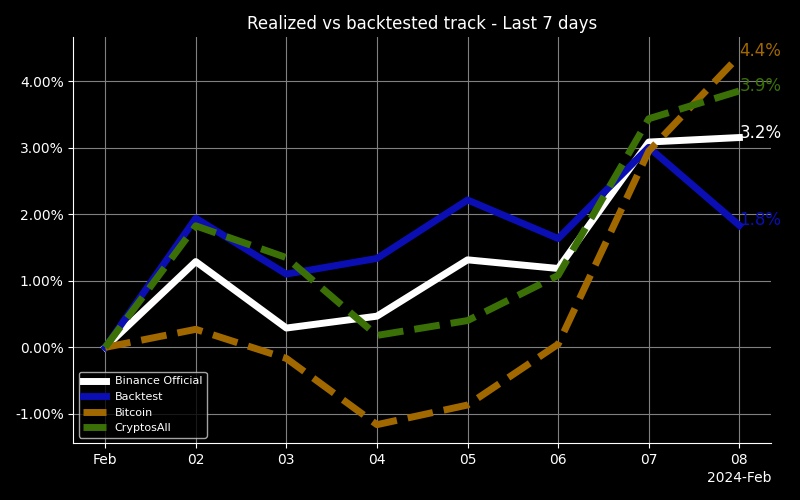 Realized vs backtested track - Last 7 days
4.4%
4.00%
3.9%
3.2%
3.00%
2.00%
1.8%
1.00%
0.00%
-1.00%
Binance Official
Backtest
Bitcoin
CryptosAll
Feb 02 03 04 05 06 07 08
2024-Feb